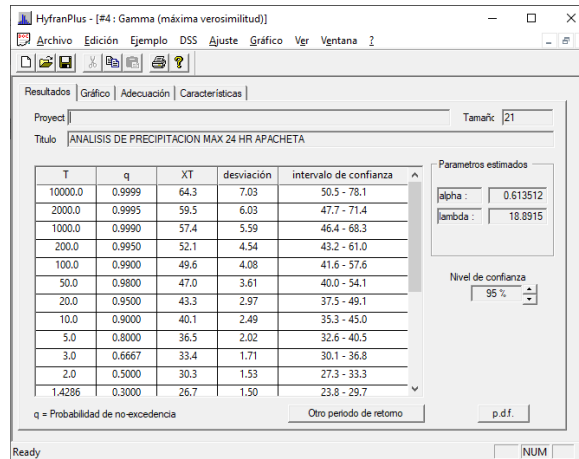 HyfranPlus - [#4 : Gamma (máxima verosimilitud)]
Archivo Edición Ejemplo DSS Ajuste Gráfico Ver Ventana ?
Resultados Gráfico Adecuación Características
Proyect Tamañc 21
Titulo ANALISIS DE PRECIPITACION MAX 24 HR APACHETA
T q XT desviación intervalo de confianza
10000.0 0.9999 64.3 7.03 50.5 - 78.1
2000.0 0.9995 59.5 6.03 47.7 - 71.4
1000.0 0.9990 57.4 5.59 46.4 - 68.3
200.0 0.9950 52.1 4.54 43.2 - 61.0
100.0 0.9900 49.6 4.08 41.6 - 57.6
50.0 0.9800 47.0 3.61 40.0 - 54.1
20.0 0.9500 43.3 2.97 37.5 - 49.1
10.0 0.9000 40.1 2.49 35.3 - 45.0
5.0 0.8000 36.5 2.02 32.6 - 40.5
3.0 0.6667 33.4 1.71 30.1 - 36.8
2.0 0.5000 30.3 1.53 27.3 - 33.3
1.4286 0.3000 26.7 1.50 23.8 - 29.7
Parametros estimados
alpha : 0.613512
lambda : 18.8915
Nivel de confianza
95 %
q = Probabilidad de no-excedencia
Otro periodo de retorno
p.d.f.
Ready NUM